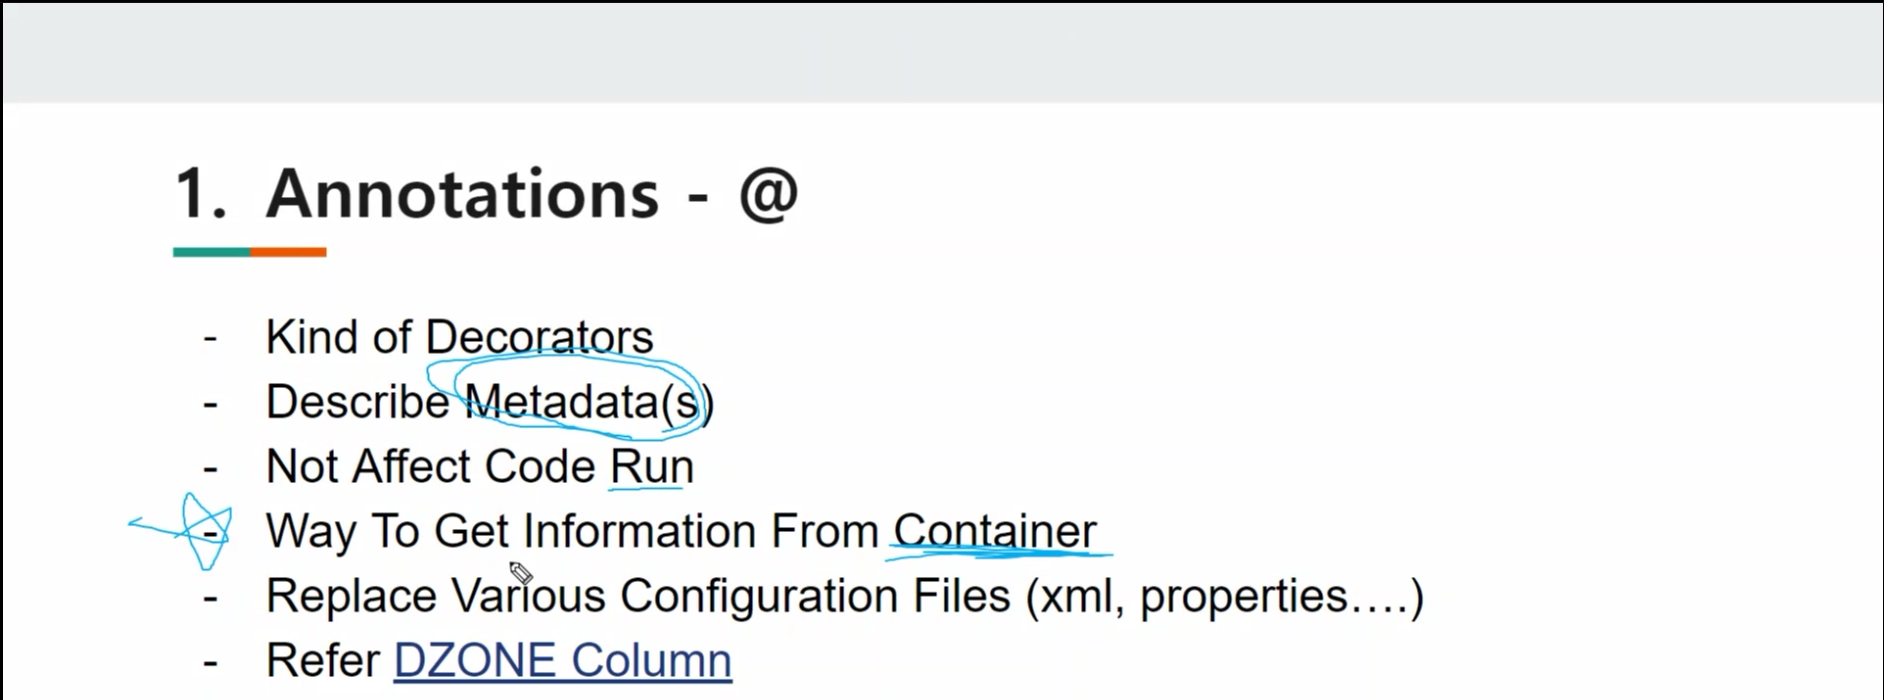 1. Annotations - @
- Kind of Decorators
- Describe Metadata(s)
- Not Affect Code Run
- Way To Get Information From Container
- Replace Various Configuration Files (xml, properties....)
- Refer DZONE Column